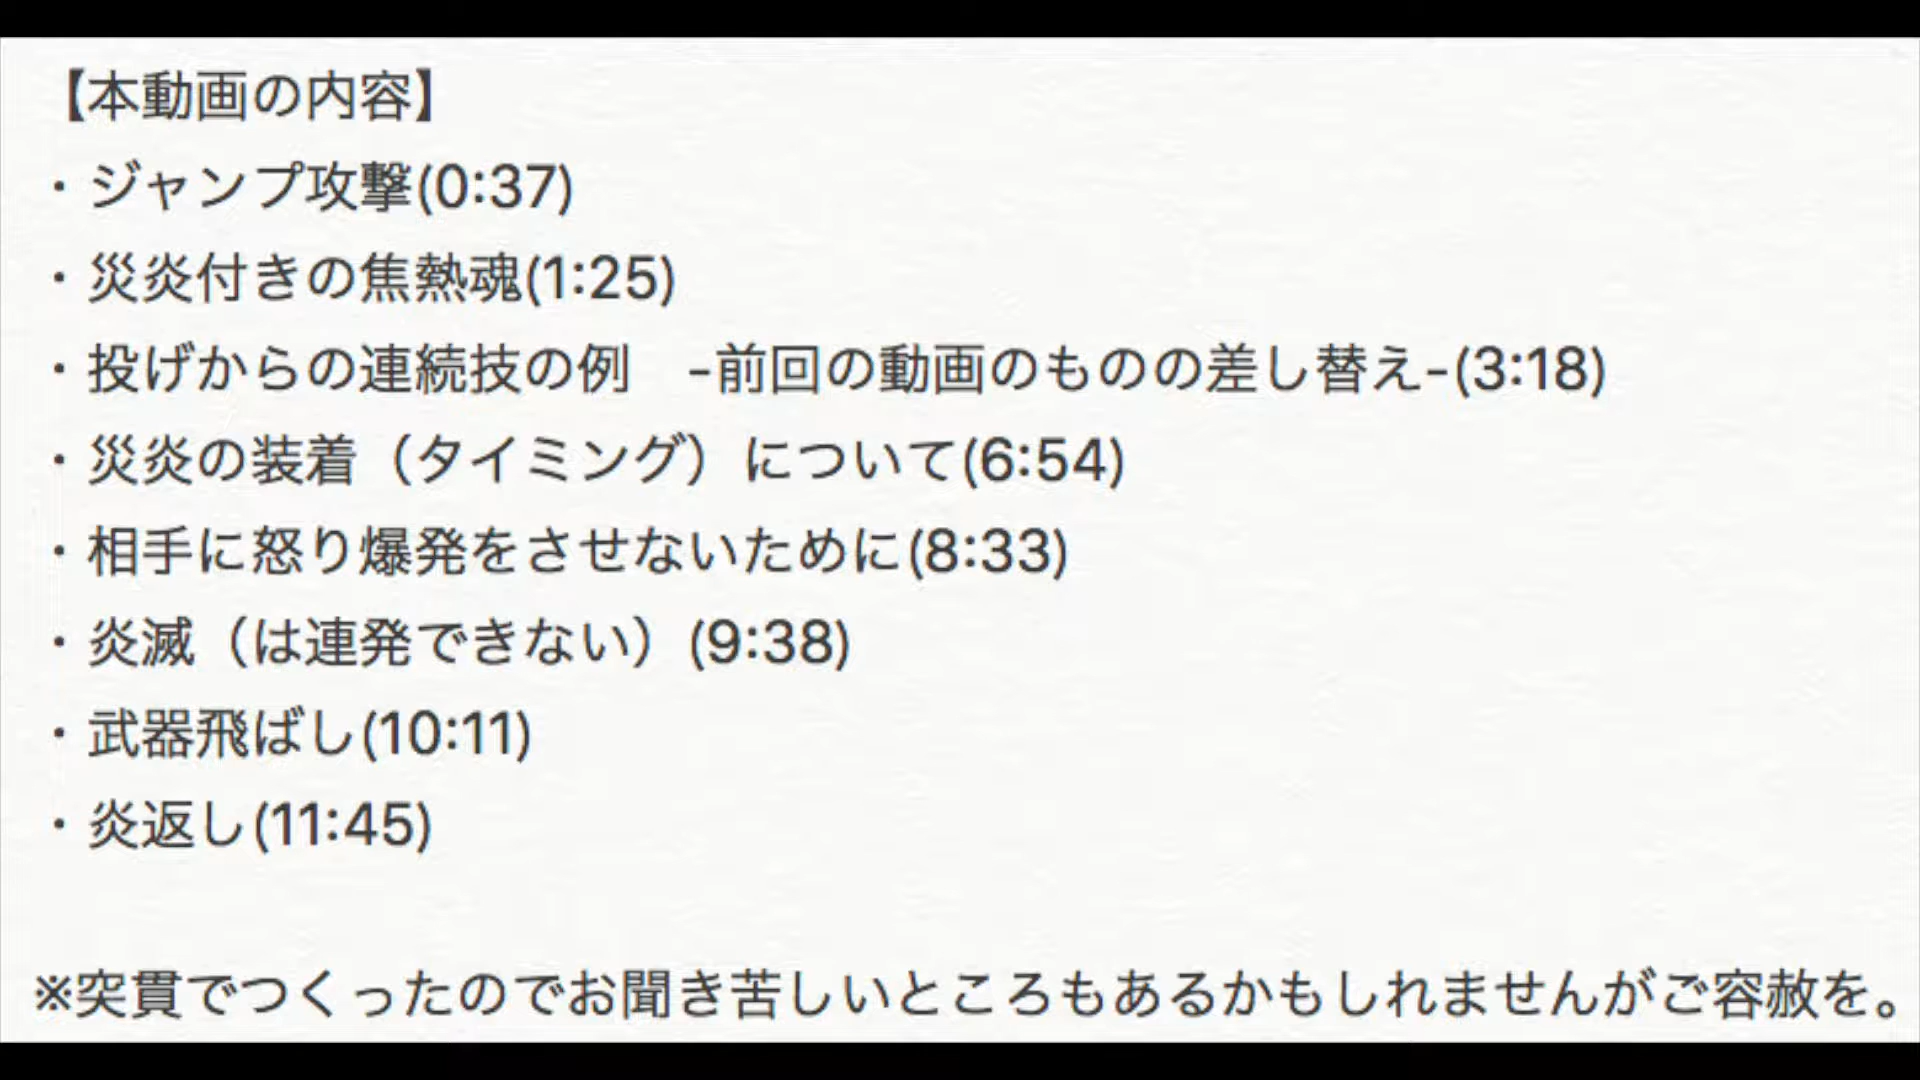 【本動画の内容】
・ジャンプ攻撃(0:37)
・災炎付きの焦熱魂(1:25)
・投げからの連続技の例　-前回の動画のものの差し替え-(3:18)
・災炎の装着（タイミング）について(6:54)
・相手に怒り爆発をさせないために(8:33)
・炎滅（は連発できない）(9:38)
・武器飛ばし(10:11)
・炎返し(11:45)
※突貫でつくったのでお聞き苦しいところもあるかもしれませんがご容赦を。